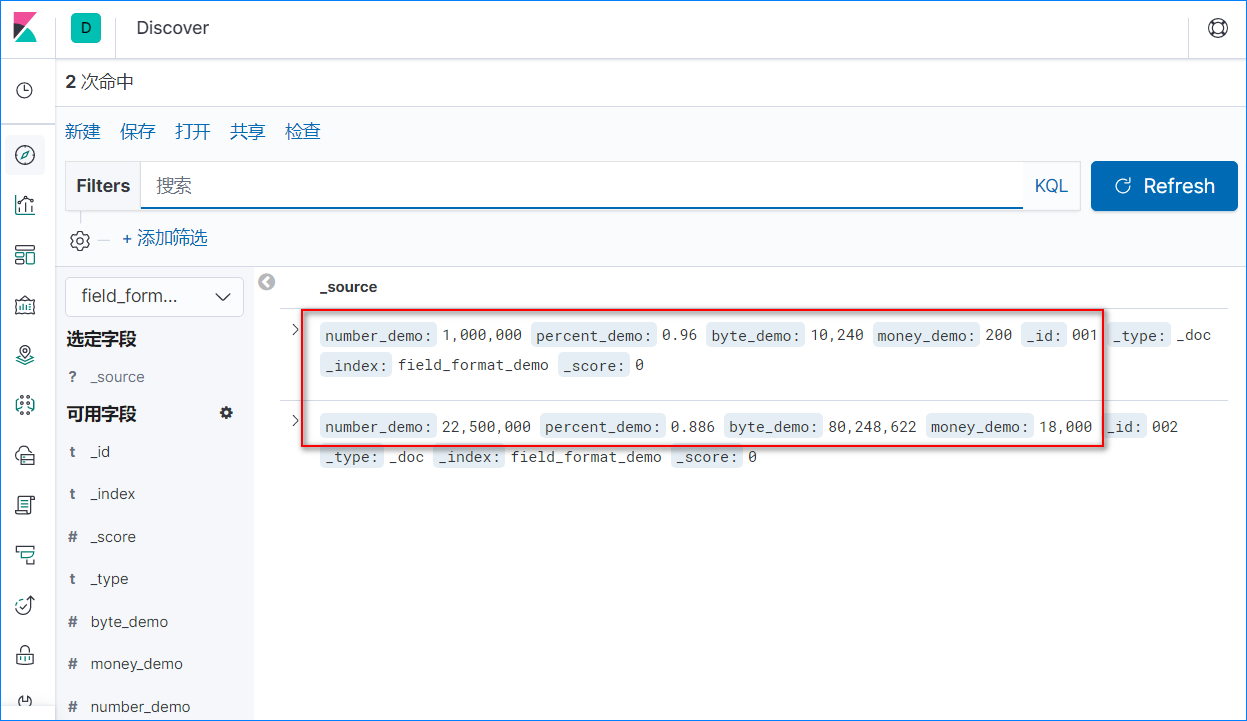 D Discover
2 次命中
新建 保存 打开 共享 检查
Filters 搜索 KQL Refresh
+ 添加筛选
field_form...
选定字段
? _source
可用字段
t _id
t _index
# _score
t _type
# byte_demo
# money_demo
# number_demo
_source
number_demo: 1,000,000 percent_demo: 0.96 byte_demo: 10,240 money_demo: 200 _id: 001 _type: _doc
_index: field_format_demo _score: 0
number_demo: 22,500,000 percent_demo: 0.886 byte_demo: 80,248,622 money_demo: 18,000 _id: 002
_type: _doc _index: field_format_demo _score: 0